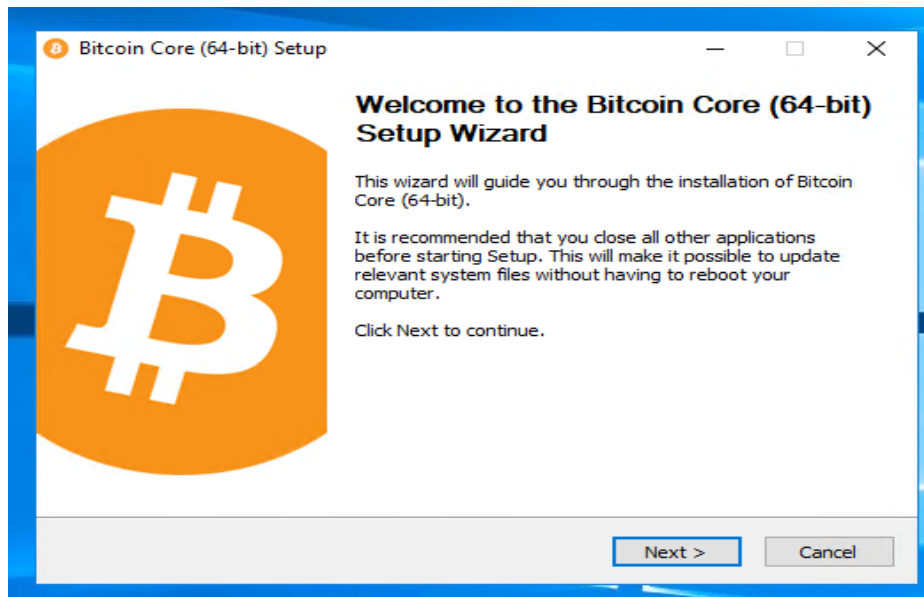 Bitcoin Core (64-bit) Setup
Welcome to the Bitcoin Core (64-bit)
Setup Wizard
This wizard will guide you through the installation of Bitcoin
Core (64-bit).
It is recommended that you close all other applications
before starting Setup. This will make it possible to update
relevant system files without having to reboot your
computer.
Click Next to continue.
Next >
Cancel